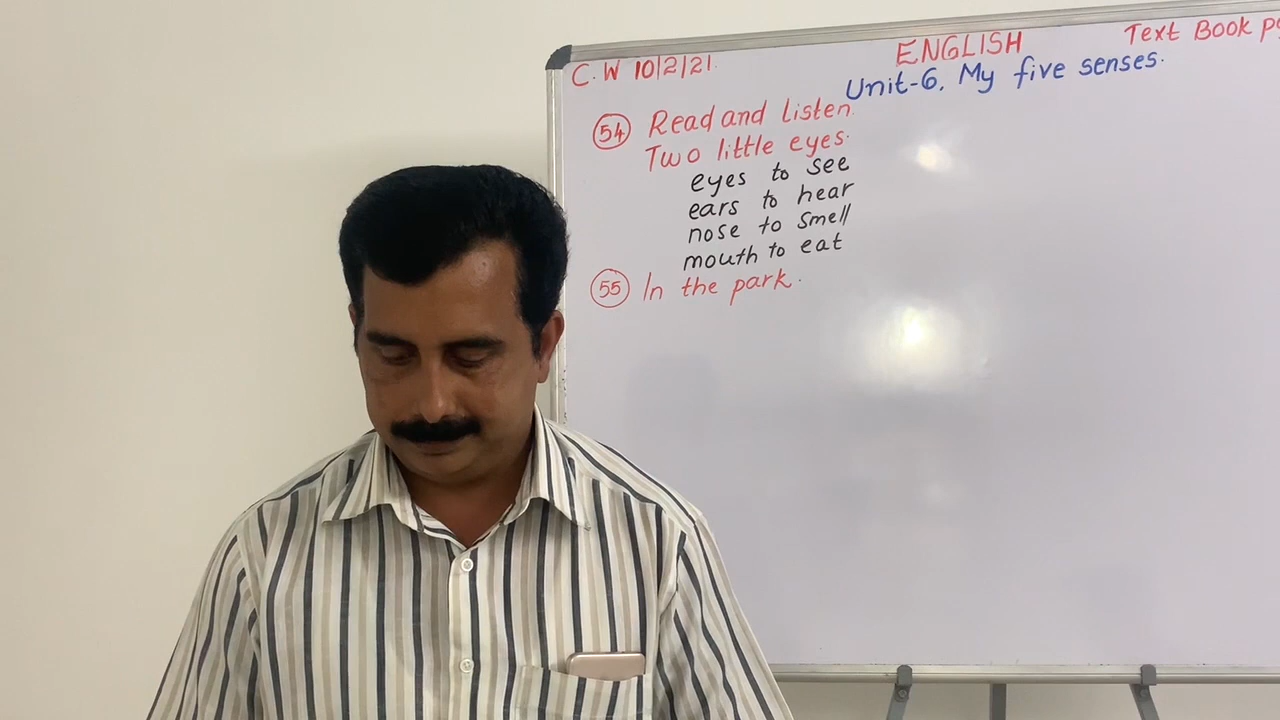 C.W 10/2/21.
ENGLISH
Text Book
Unit-6, My five senses.
54 Read and Listen.
Two little eyes.
eyes to see
ears to hear
nose to smell
mouth to eat
55 In the park.